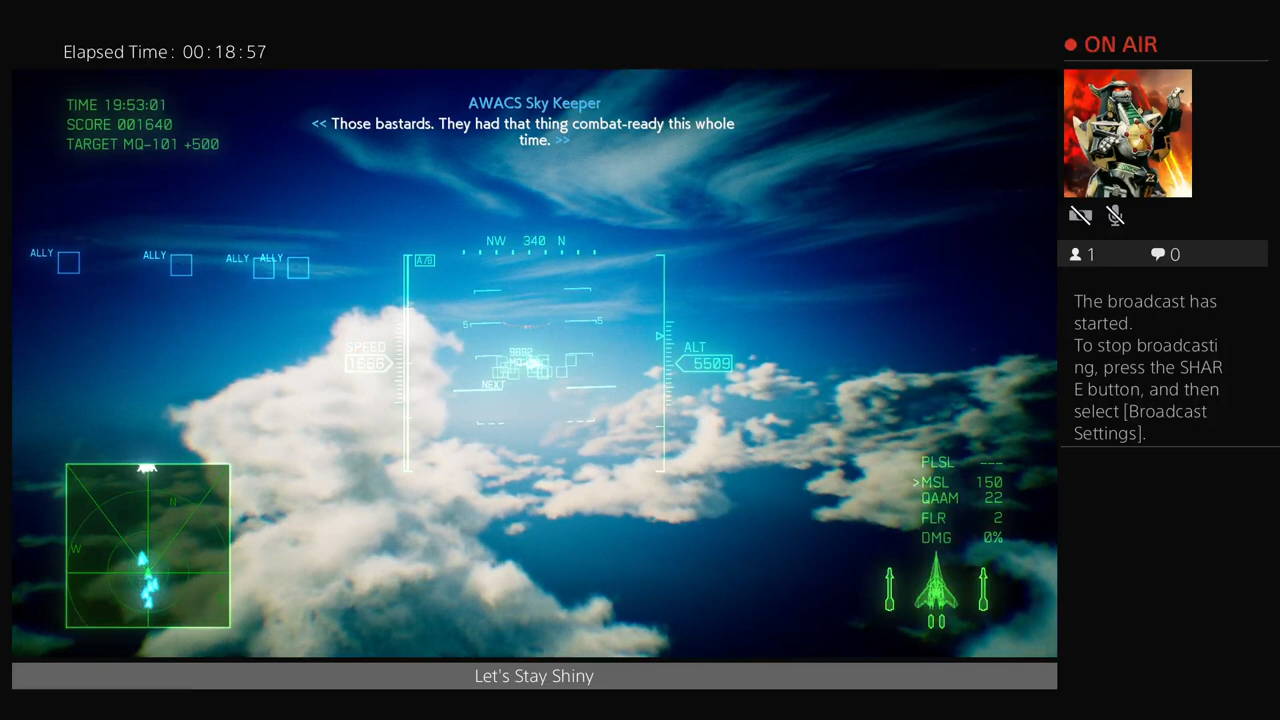 Elapsed Time: 00:18:57
ON AIR
TIME 19:53:01
SCORE 001640
TARGET MQ-101 +500
AWACS Sky Keeper
<< Those bastards. They had that thing combat-ready this whole
time. >>
ALLY
ALLY
ALLY
ALLY
NW 340 N
A/B
5
5
SPEED
1666
9892
NEXT
ALT
5509
1
0
The broadcast has
started.
To stop broadcasti
ng, press the SHAR
E button, and then
select [Broadcast
Settings].
N
W
PLSL ---
>MSL 150
QAAM 22
FLR 2
DMG 0%
Let's Stay Shiny